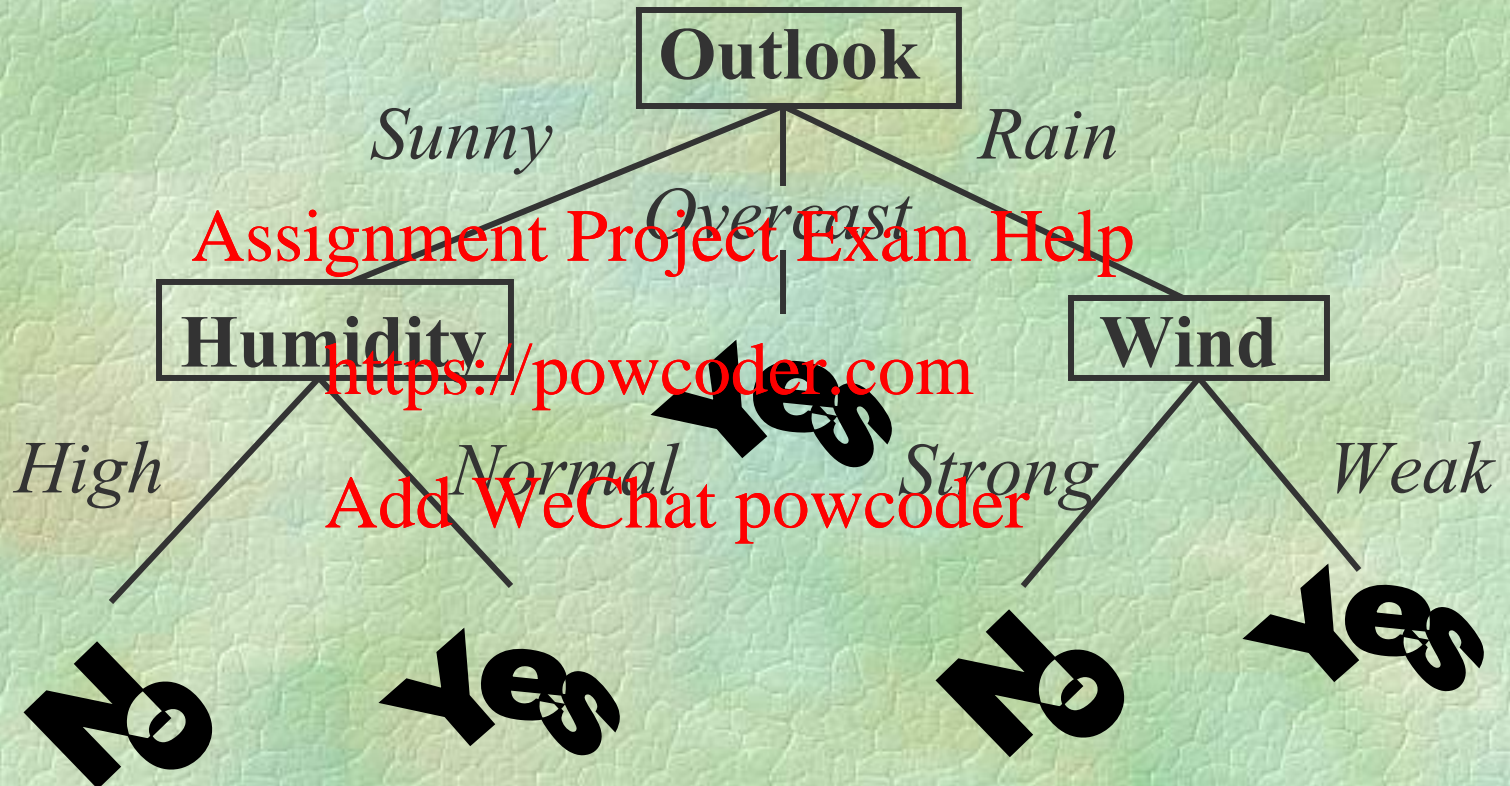 Outlook
Sunny
Rain
Overcast
Assignment Project Exam Help
Humidity
Wind
https://powcoder.com
Yes
High
Normal
Strong
Weak
Add WeChat powcoder
No
Yes
No
Yes